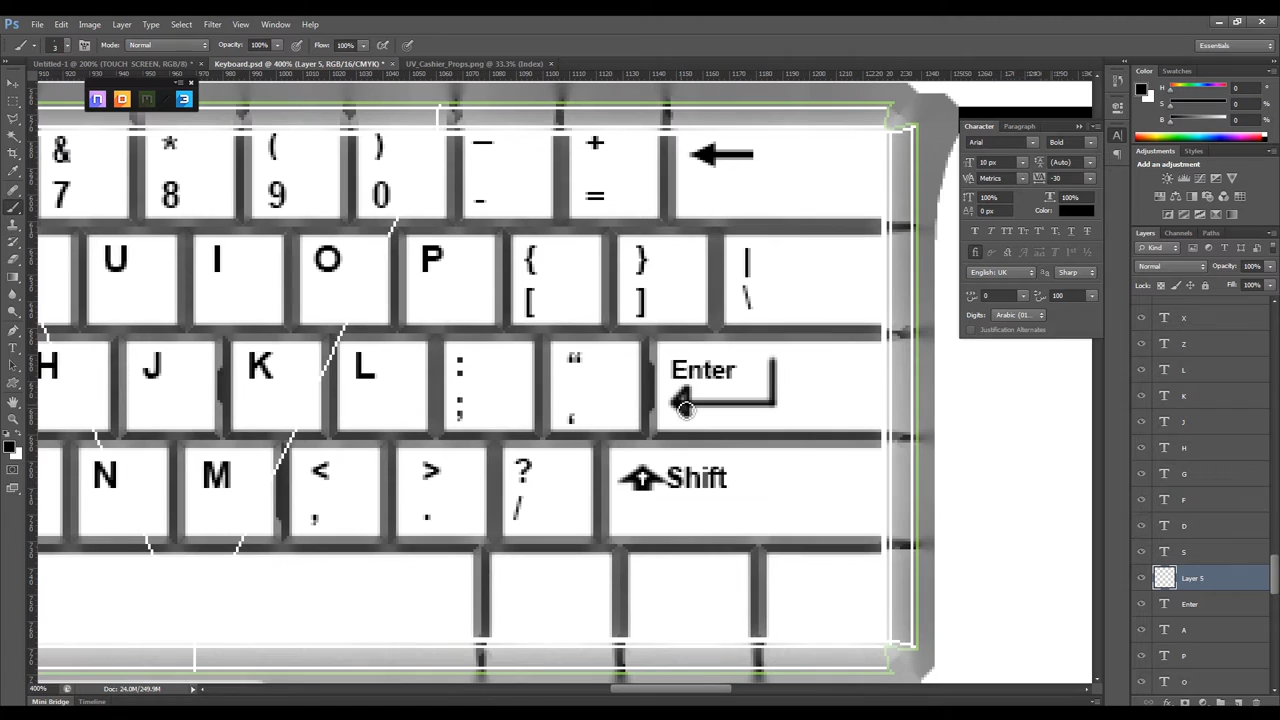 Ps File Edit Image Layer Type Select Filter View Window Help
3 Mode: Normal Opacity: 100% Flow: 100% Essentials
Untitled-1 @ 200% (TOUCH SCREEN, RGB/8) * × Keyboard.psd @ 400% (Layer 5, RGB/16/CMYK) * × UV_Cashier_Props.png @ 33.3% (Index) ×
& * ( ) – +
7 8 9 0 - =
U I O P { } |
[ ] \
H J K L : “ Enter
; ‘
N M < > ? Shift
, . /
400% Doc: 24.0M/249.9M
Mini Bridge Timeline
Color Swatches
H 0
S 0
B 0
Character Paragraph
Arial Bold
10 px (Auto)
Metrics -30
100% 100%
0 px Color:
English: UK Sharp
0 100
Digits: Arabic (01...
Justification Alternates
Adjustments Styles
Add an adjustment
Layers Channels Paths
Kind
Normal Opacity: 100%
Lock: Fill: 100%
X
Z
L
K
J
H
G
F
D
S
Layer 5
Enter
A
P
O